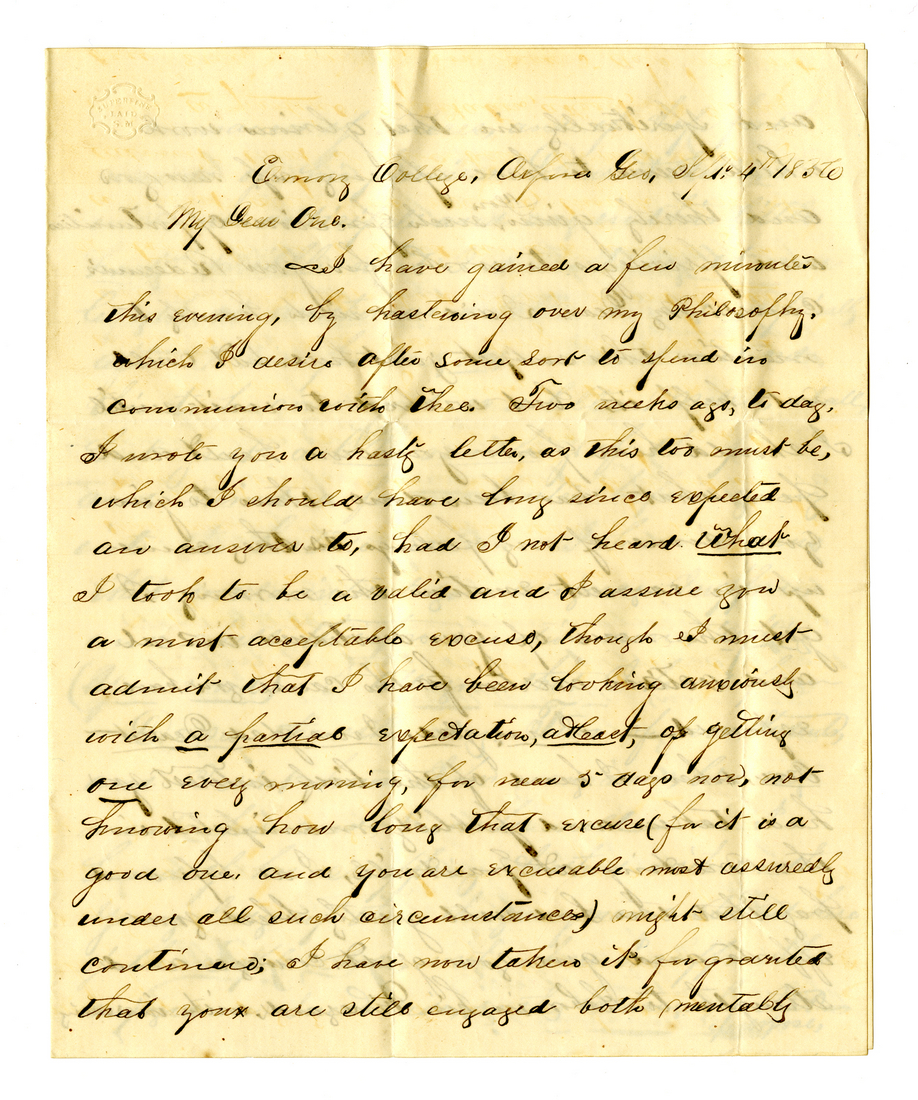 SUPERFINE
LAID
Emory College, Oxford Geo, Sept. 4th 1856
My Dear One.
I have gained a few minutes
this evening, by hastening over my Philosophy.
which I desire after some sort to spend in
communion with thee. Two weeks ago, to day,
I wrote you a hasty letter, as this too must be,
which I should have long since expected
an answer to, had I not heard. What
I took to be a valid and I assure you
a most acceptable excuse, though I must
admit that I have been looking anxiously
with a partial expectation, at least, of getting
one every morning, for near 5 days now, not
knowing how long that excuse (for it is a
good one, and you are excusable most assuredly
under all such circumstances) might still
continue; I have now taken it for granted
that your are still engaged both mentally